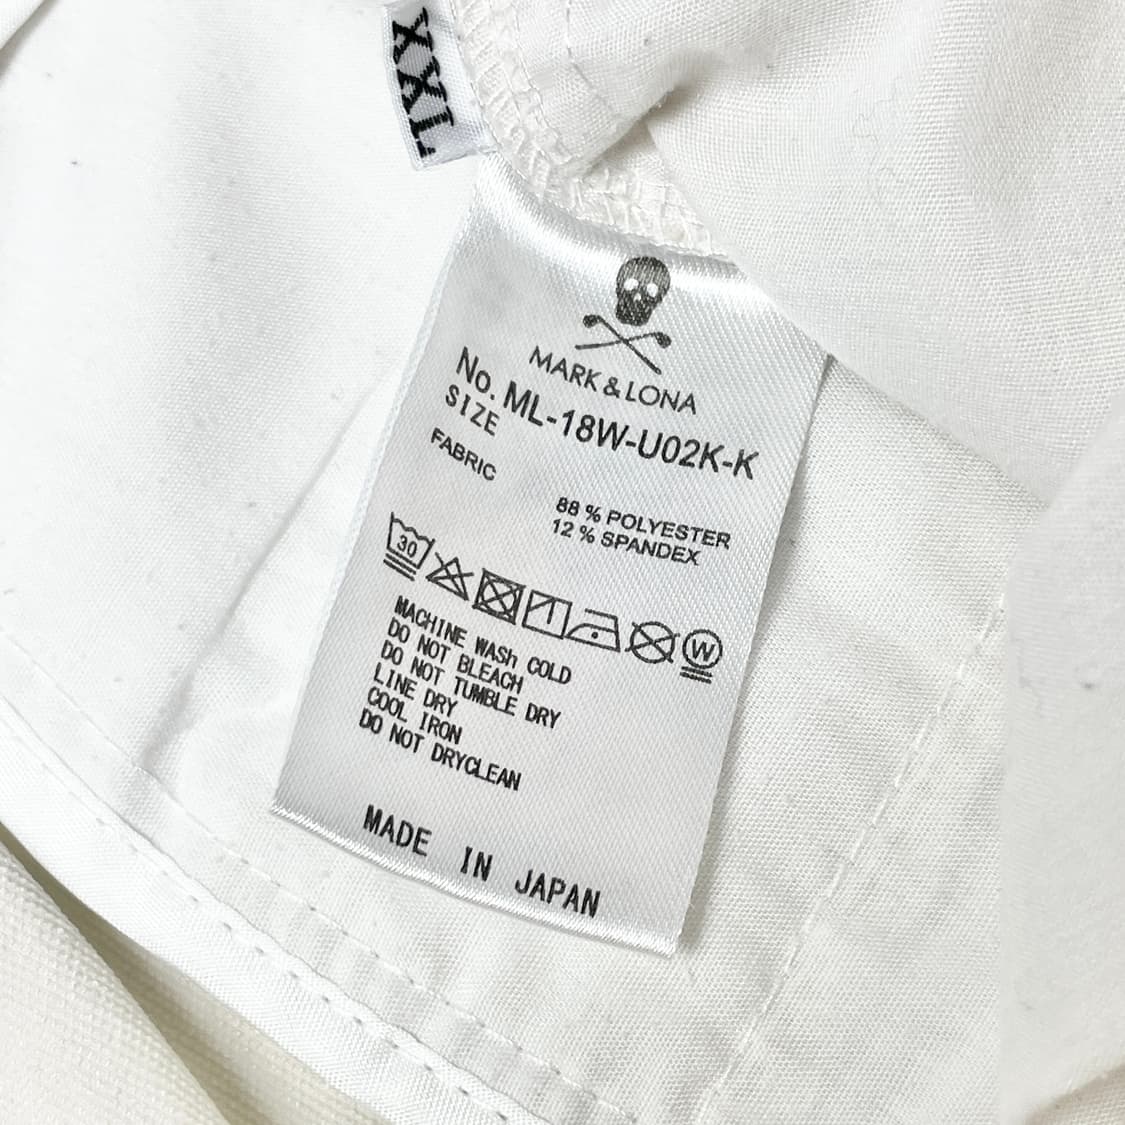 XXL
MARK & LONA
No. ML-18W-U02K-K
SIZE
FABRIC
88 % POLYESTER
12 % SPANDEX
30
W
MACHINE WASh COLD
DO NOT BLEACH
DO NOT TUMBLE DRY
LINE DRY
COOL IRON
DO NOT DRYCLEAN
MADE IN JAPAN